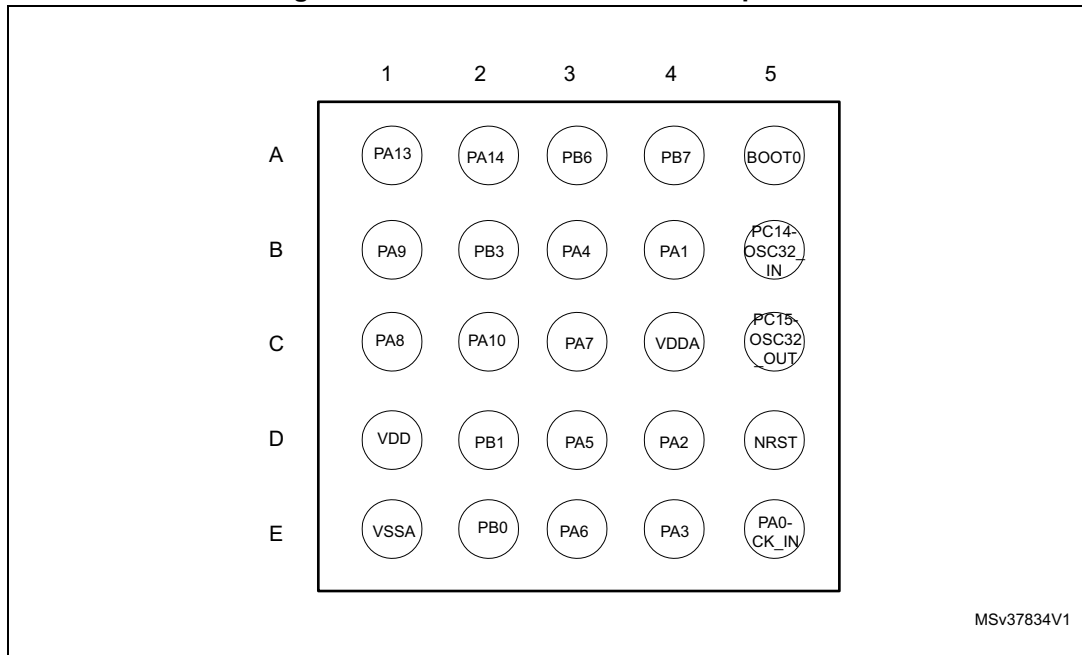 1 2 3 4 5
A PA13 PA14 PB6 PB7 BOOT0
B PA9 PB3 PA4 PA1 PC14-
OSC32_
IN
C PA8 PA10 PA7 VDDA PC15-
OSC32
_OUT
D VDD PB1 PA5 PA2 NRST
E VSSA PB0 PA6 PA3 PA0-
CK_IN
MSv37834V1